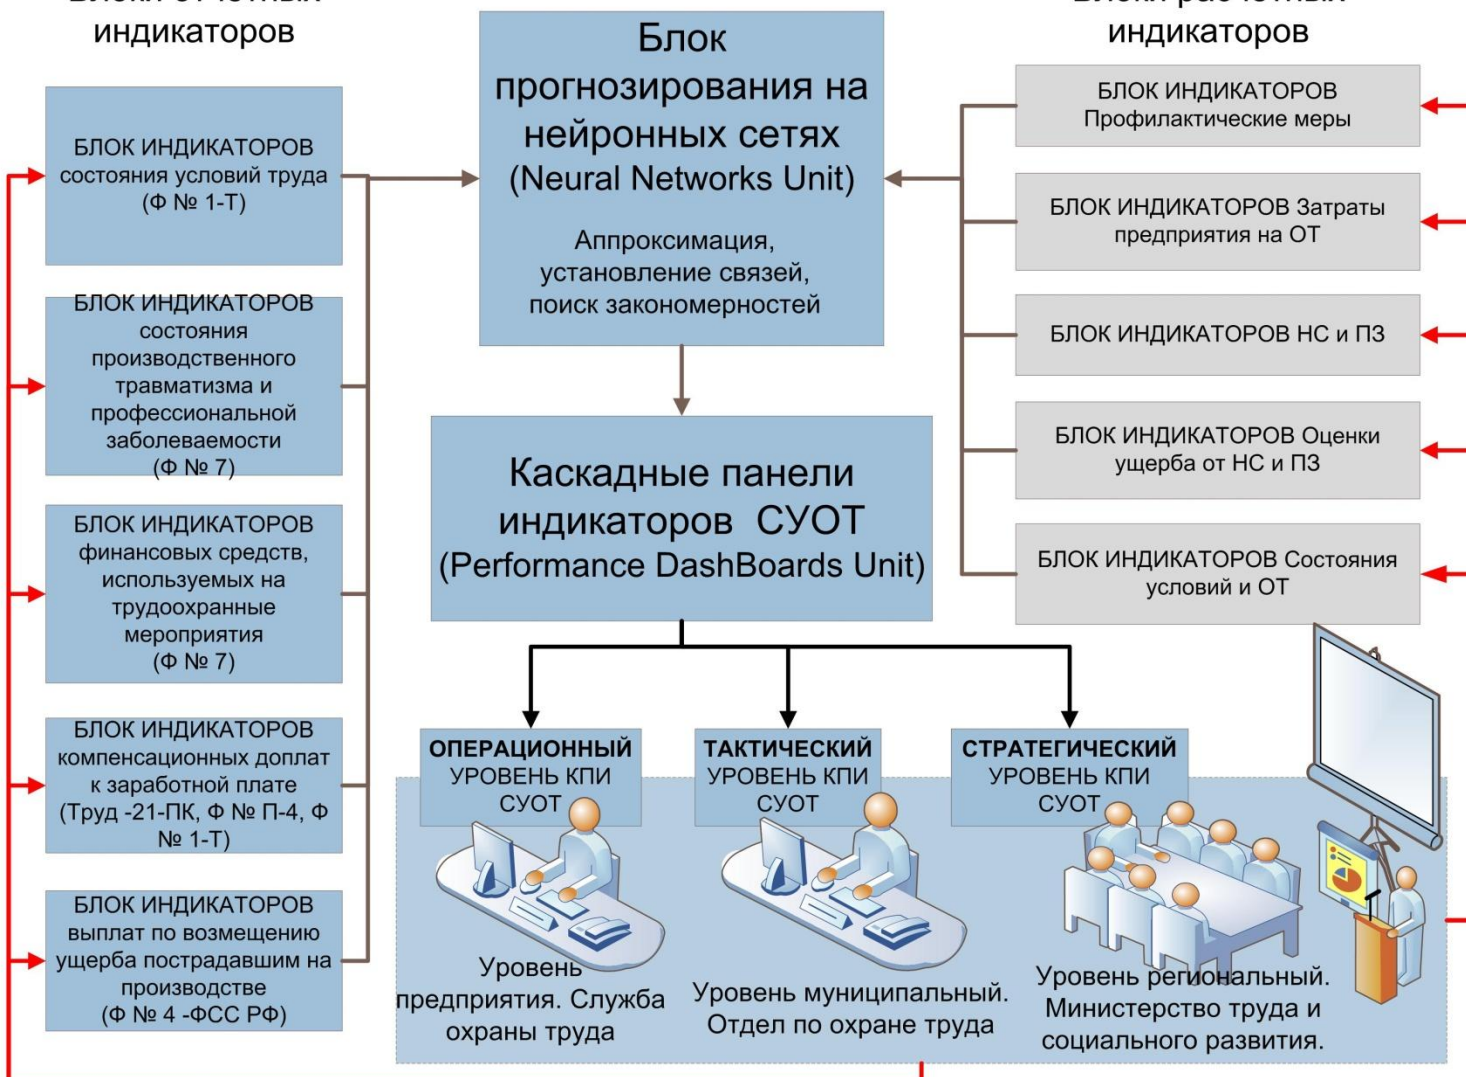 индикаторов
БЛОК ИНДИКАТОРОВ
состояния условий труда
(Ф № 1-Т)
БЛОК ИНДИКАТОРОВ
состояния
производственного
травматизма и
профессиональной
заболеваемости
(Ф № 7)
БЛОК ИНДИКАТОРОВ
финансовых средств,
используемых на
трудоохранные
мероприятия
(Ф № 7)
БЛОК ИНДИКАТОРОВ
компенсационных доплат
к заработной плате
(Труд -21-ПК, Ф № П-4, Ф
№ 1-Т)
БЛОК ИНДИКАТОРОВ
выплат по возмещению
ущерба пострадавшим на
производстве
(Ф № 4 -ФСС РФ)
Блок
прогнозирования на
нейронных сетях
(Neural Networks Unit)
Аппроксимация,
установление связей,
поиск закономерностей
Каскадные панели
индикаторов СУОТ
(Performance DashBoards Unit)
индикаторов
БЛОК ИНДИКАТОРОВ
Профилактические меры
БЛОК ИНДИКАТОРОВ Затраты
предприятия на ОТ
БЛОК ИНДИКАТОРОВ НС и ПЗ
БЛОК ИНДИКАТОРОВ Оценки
ущерба от НС и ПЗ
БЛОК ИНДИКАТОРОВ Состояния
условий и ОТ
ОПЕРАЦИОННЫЙ
УРОВЕНЬ КПИ
СУОТ
ТАКТИЧЕСКИЙ
УРОВЕНЬ КПИ
СУОТ
СТРАТЕГИЧЕСКИЙ
УРОВЕНЬ КПИ
СУОТ
Уровень
предприятия. Служба
охраны труда
Уровень муниципальный.
Отдел по охране труда
Уровень региональный.
Министерство труда и
социального развития.